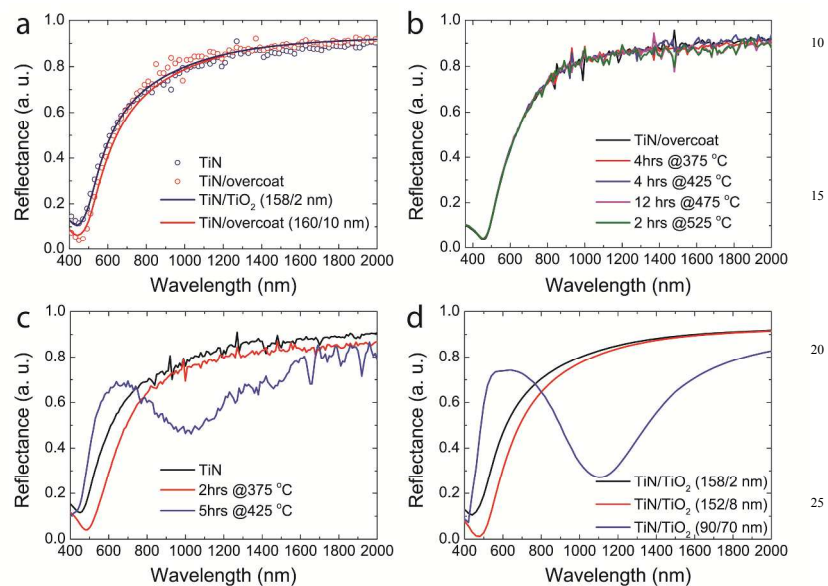 a
Reflectance (a. u.)
1.0
0.8
0.6
0.4
0.2
0.0
TiN
TiN/overcoat
TiN/TiO₂ (158/2 nm)
TiN/overcoat (160/10 nm)
400 600 800 1000 1200 1400 1600 1800 2000
Wavelength (nm)
b
Reflectance (a. u.)
1.0
0.8
0.6
0.4
0.2
0.0
TiN/overcoat
4hrs @375 °C
4 hrs @425 °C
12 hrs @475 °C
2 hrs @525 °C
400 600 800 1000 1200 1400 1600 1800 2000
Wavelength (nm)
10
15
c
Reflectance (a. u.)
1.0
0.8
0.6
0.4
0.2
0.0
TiN
2hrs @375 °C
5hrs @425 °C
400 600 800 1000 1200 1400 1600 1800 2000
Wavelength (nm)
d
Reflectance (a. u.)
1.0
0.8
0.6
0.4
0.2
0.0
TiN/TiO₂ (158/2 nm)
TiN/TiO₂ (152/8 nm)
TiN/TiO₂ (90/70 nm)
400 600 800 1000 1200 1400 1600 1800 2000
Wavelength (nm)
20
25